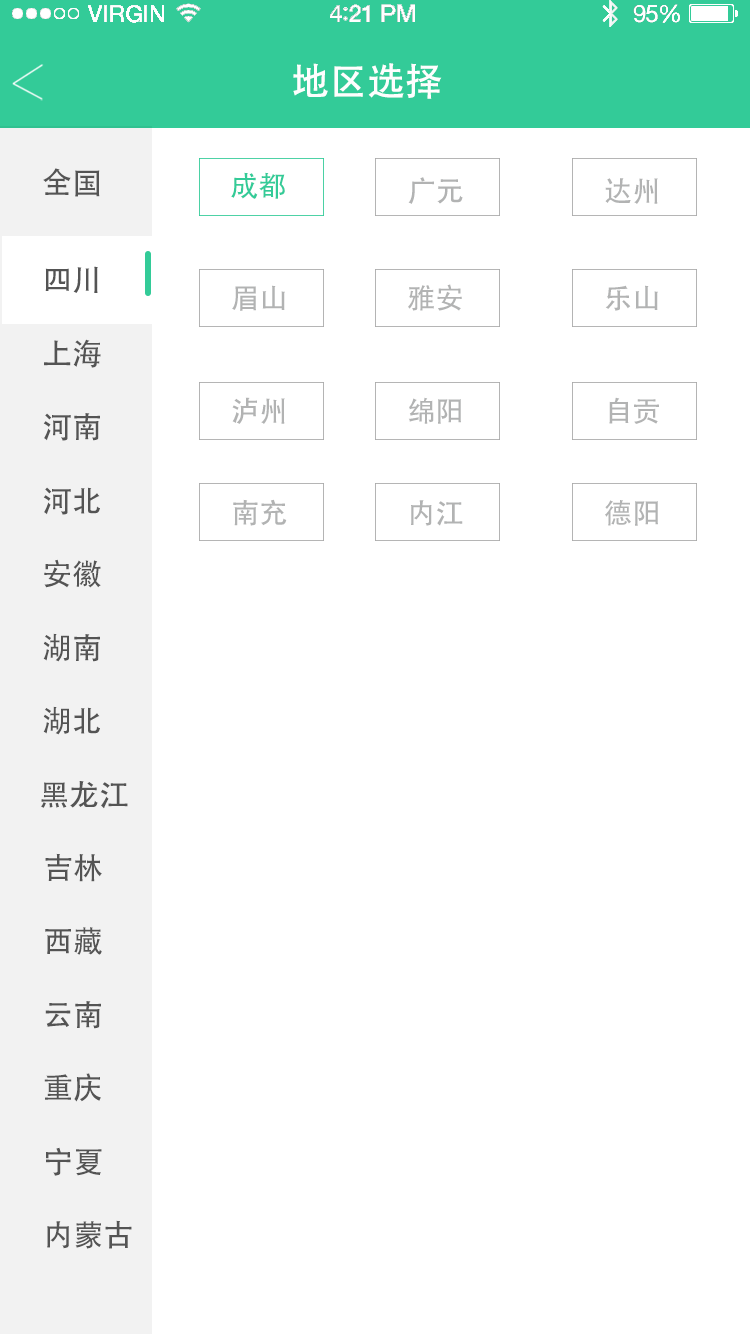 VIRGIN 4:21 PM 95%
地区选择
全国
四川
上海
河南
河北
安徽
湖南
湖北
黑龙江
吉林
西藏
云南
重庆
宁夏
内蒙古
成都 广元 达州
眉山 雅安 乐山
泸州 绵阳 自贡
南充 内江 德阳